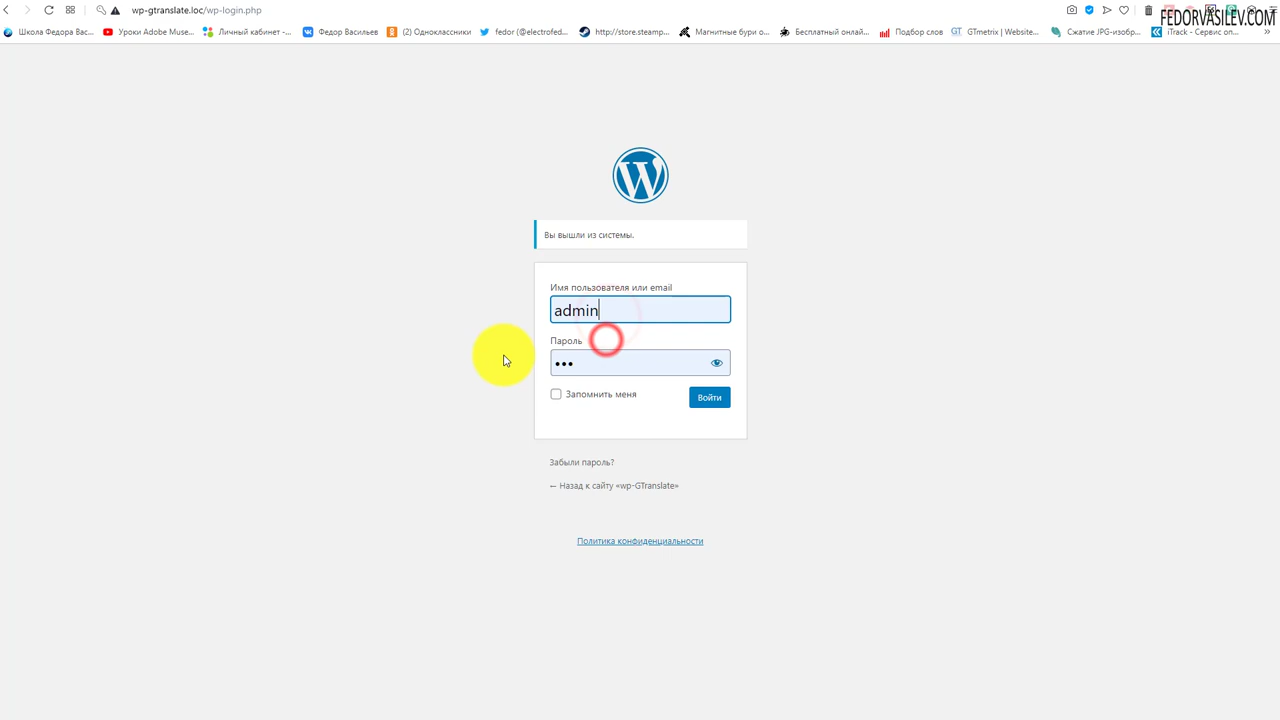 wp-gtranslate.loc/wp-login.php
FEDORVASILEV.COM
Школа Федора Вас...
Уроки Adobe Muse...
Личный кабинет -...
Федор Васильев
(2) Одноклассники
fedor (@electrofed...
http://store.steamp...
Магнитные бури о...
Бесплатный онлай...
Подбор слов
GTmetrix | Website...
Сжатие JPG-изобр...
iTrack - Сервис оп...
Вы вышли из системы.
Имя пользователя или email
admin
Пароль
Запомнить меня
Войти
Забыли пароль?
← Назад к сайту «wp-GTranslate»
Политика конфиденциальности